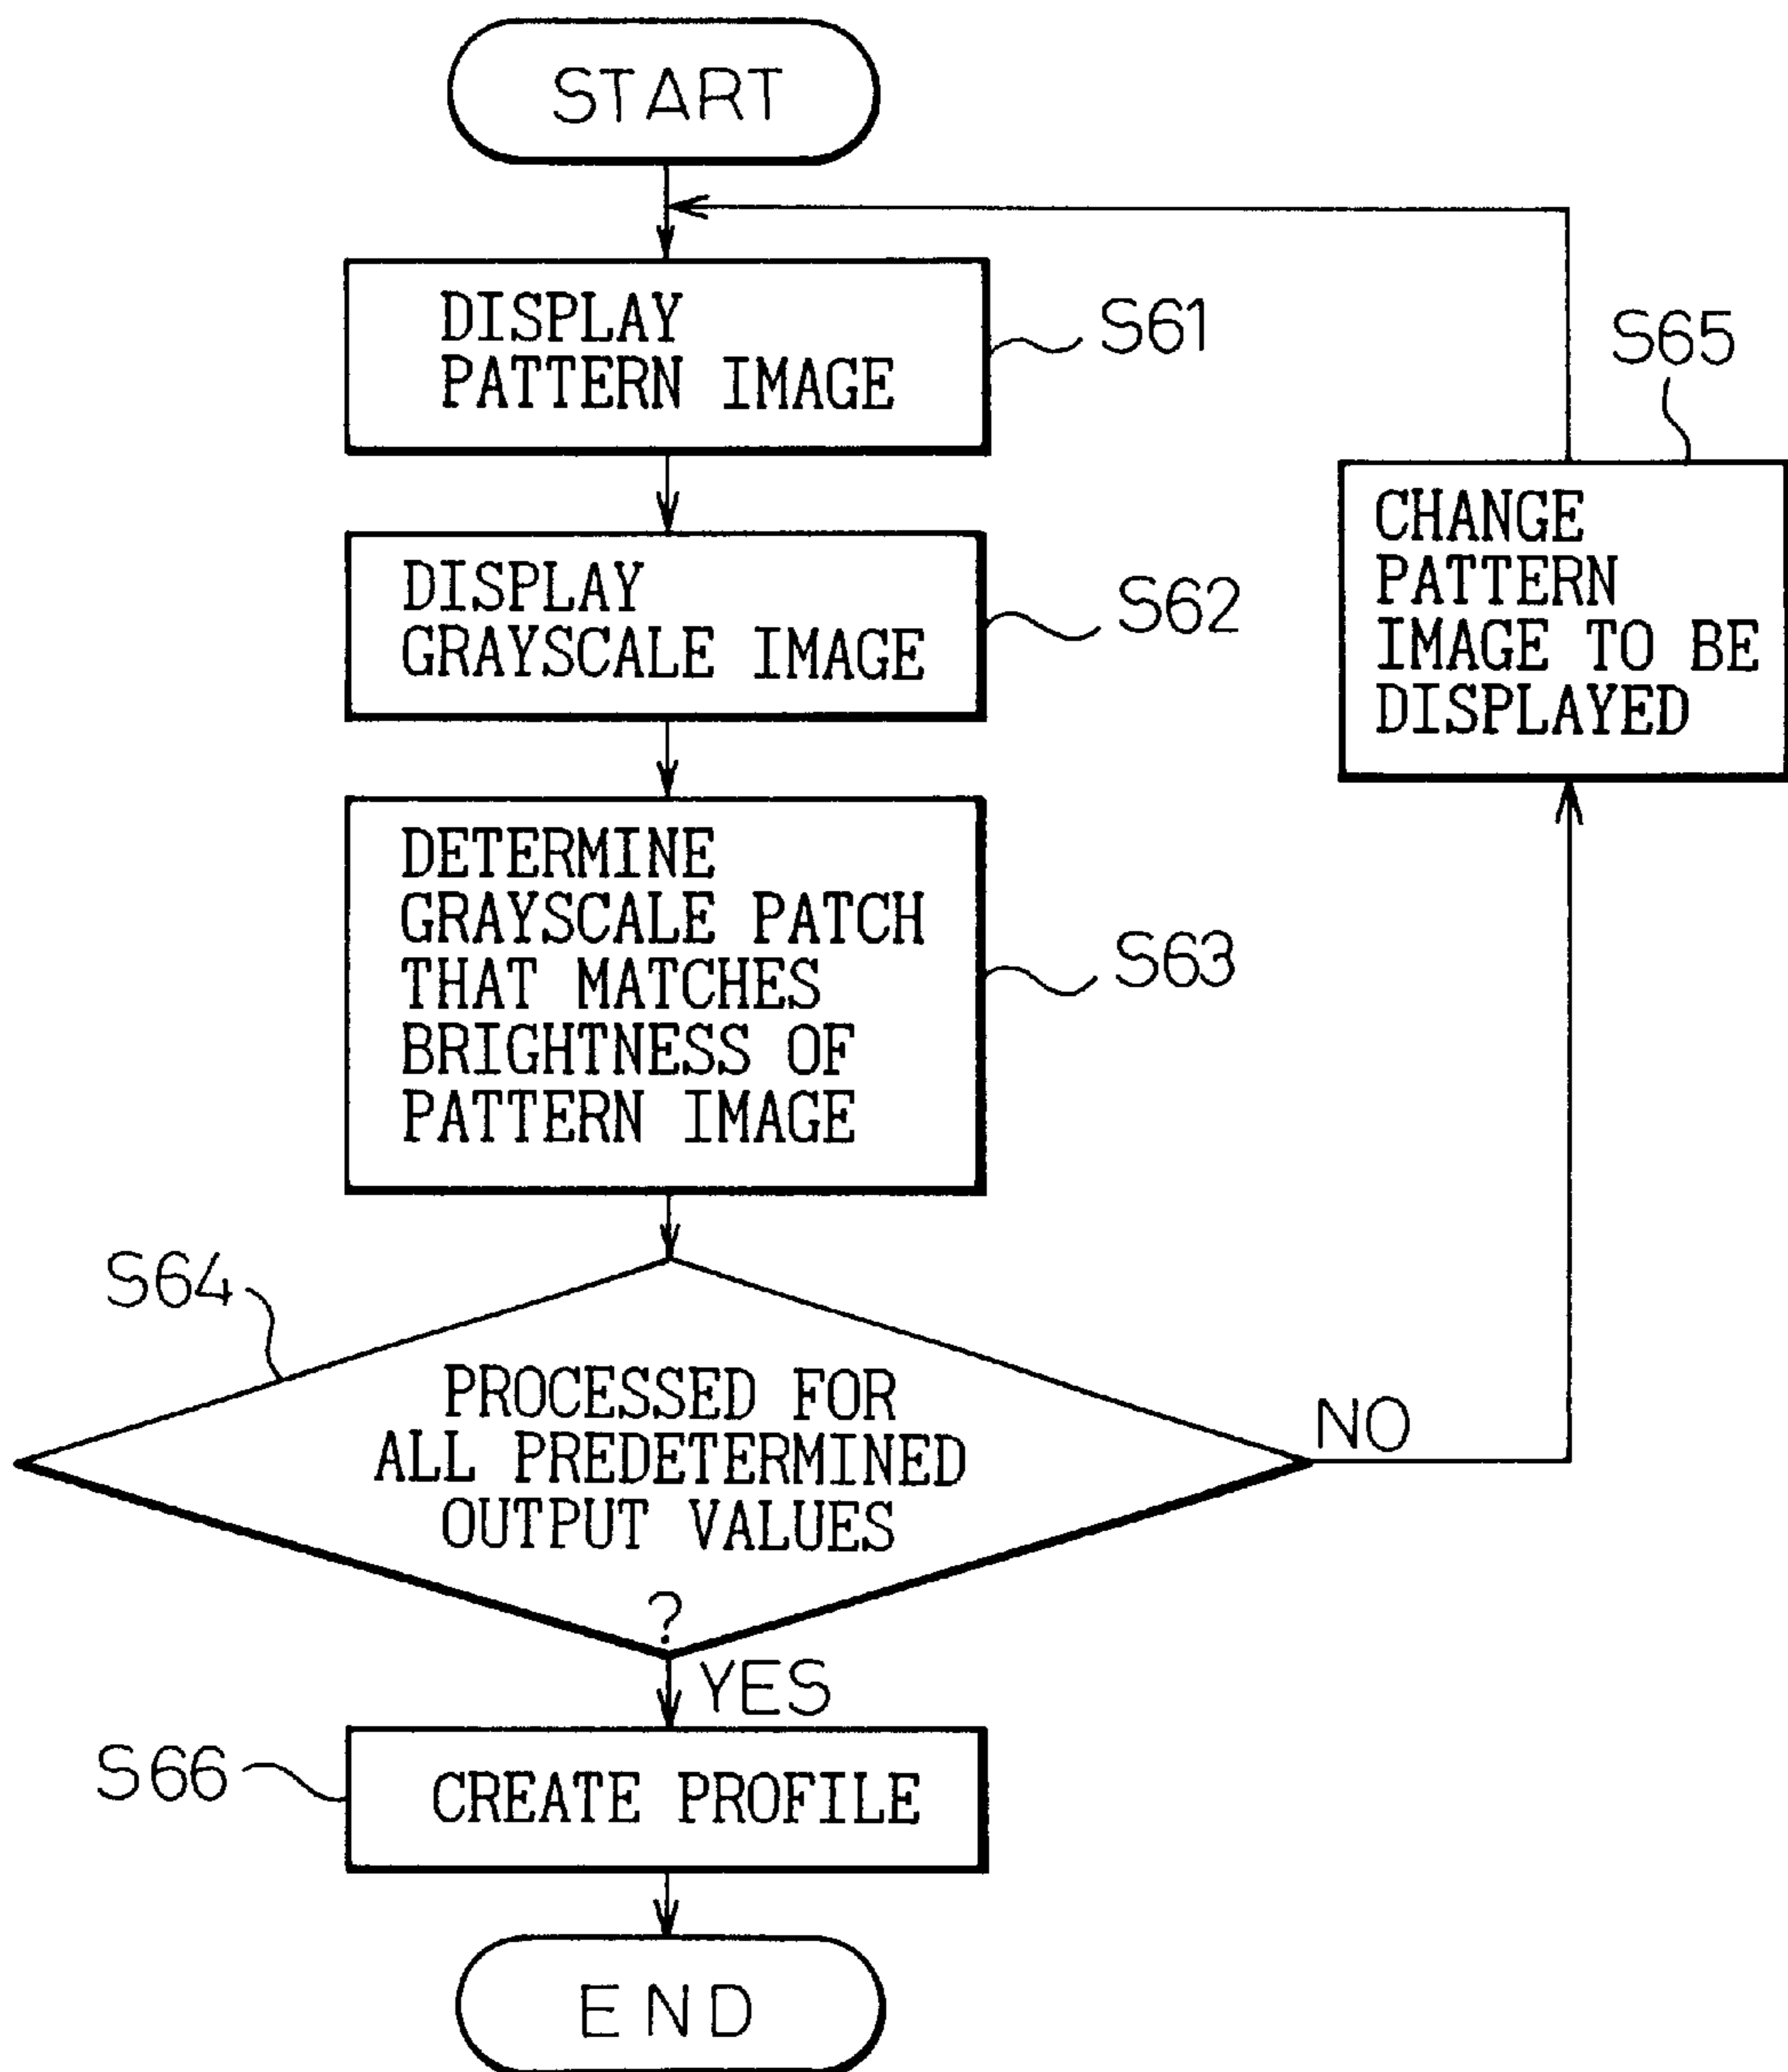 START
DISPLAY
PATTERN IMAGE
S61
DISPLAY
GRAYSCALE IMAGE
S62
DETERMINE
GRAYSCALE PATCH
THAT MATCHES
BRIGHTNESS OF
PATTERN IMAGE
S63
S64
PROCESSED FOR
ALL PREDETERMINED
OUTPUT VALUES
?
NO
S65
CHANGE
PATTERN
IMAGE TO BE
DISPLAYED
YES
S66
CREATE PROFILE
END